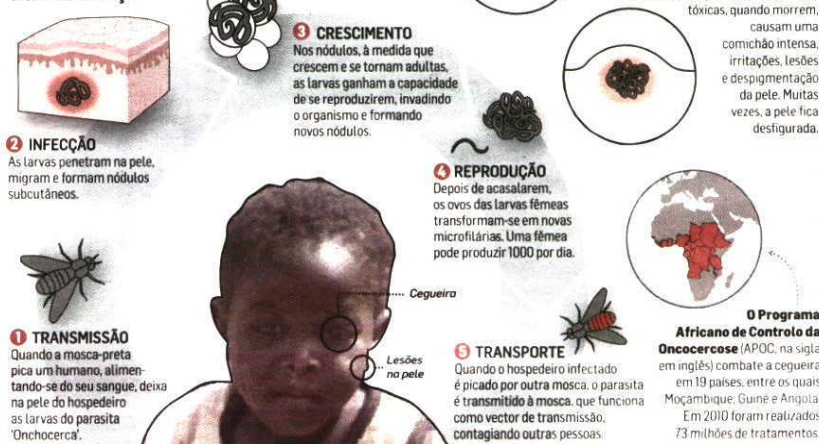 3 CRESCIMENTO
Nos nódulos, à medida que
crescem e se tornam adultas,
as larvas ganham a capacidade
de se reproduzirem, invadindo
o organismo e formando
novos nódulos.
tóxicas, quando morrem,
causam uma
comichão intensa,
irritações, lesões
e despigmentação
da pele. Muitas
vezes, a pele fica
desfigurada.
2 INFECÇÃO
As larvas penetram na pele,
migram e formam nódulos
subcutâneos.
4 REPRODUÇÃO
Depois de acasalarem,
os ovos das larvas fêmeas
transformam-se em novas
microfilárias. Uma fêmea
pode produzir 1000 por dia.
Cegueira
Lesões
na pele
1 TRANSMISSÃO
Quando a mosca-preta
pica um humano, alimen-
tando-se do seu sangue, deixa
na pele do hospedeiro
as larvas do parasita
'Onchocerca'.
5 TRANSPORTE
Quando o hospedeiro infectado
é picado por outra mosca, o parasita
é transmitido à mosca, que funciona
como vector de transmissão,
contagiando outras pessoas.
O Programa
Africano de Controlo da
Oncocercose (APOC, na sigla
em inglês) combate a cegueira
em 19 países, entre os quais
Moçambique, Guiné e Angola.
Em 2010 foram realizados
73 milhões de tratamentos